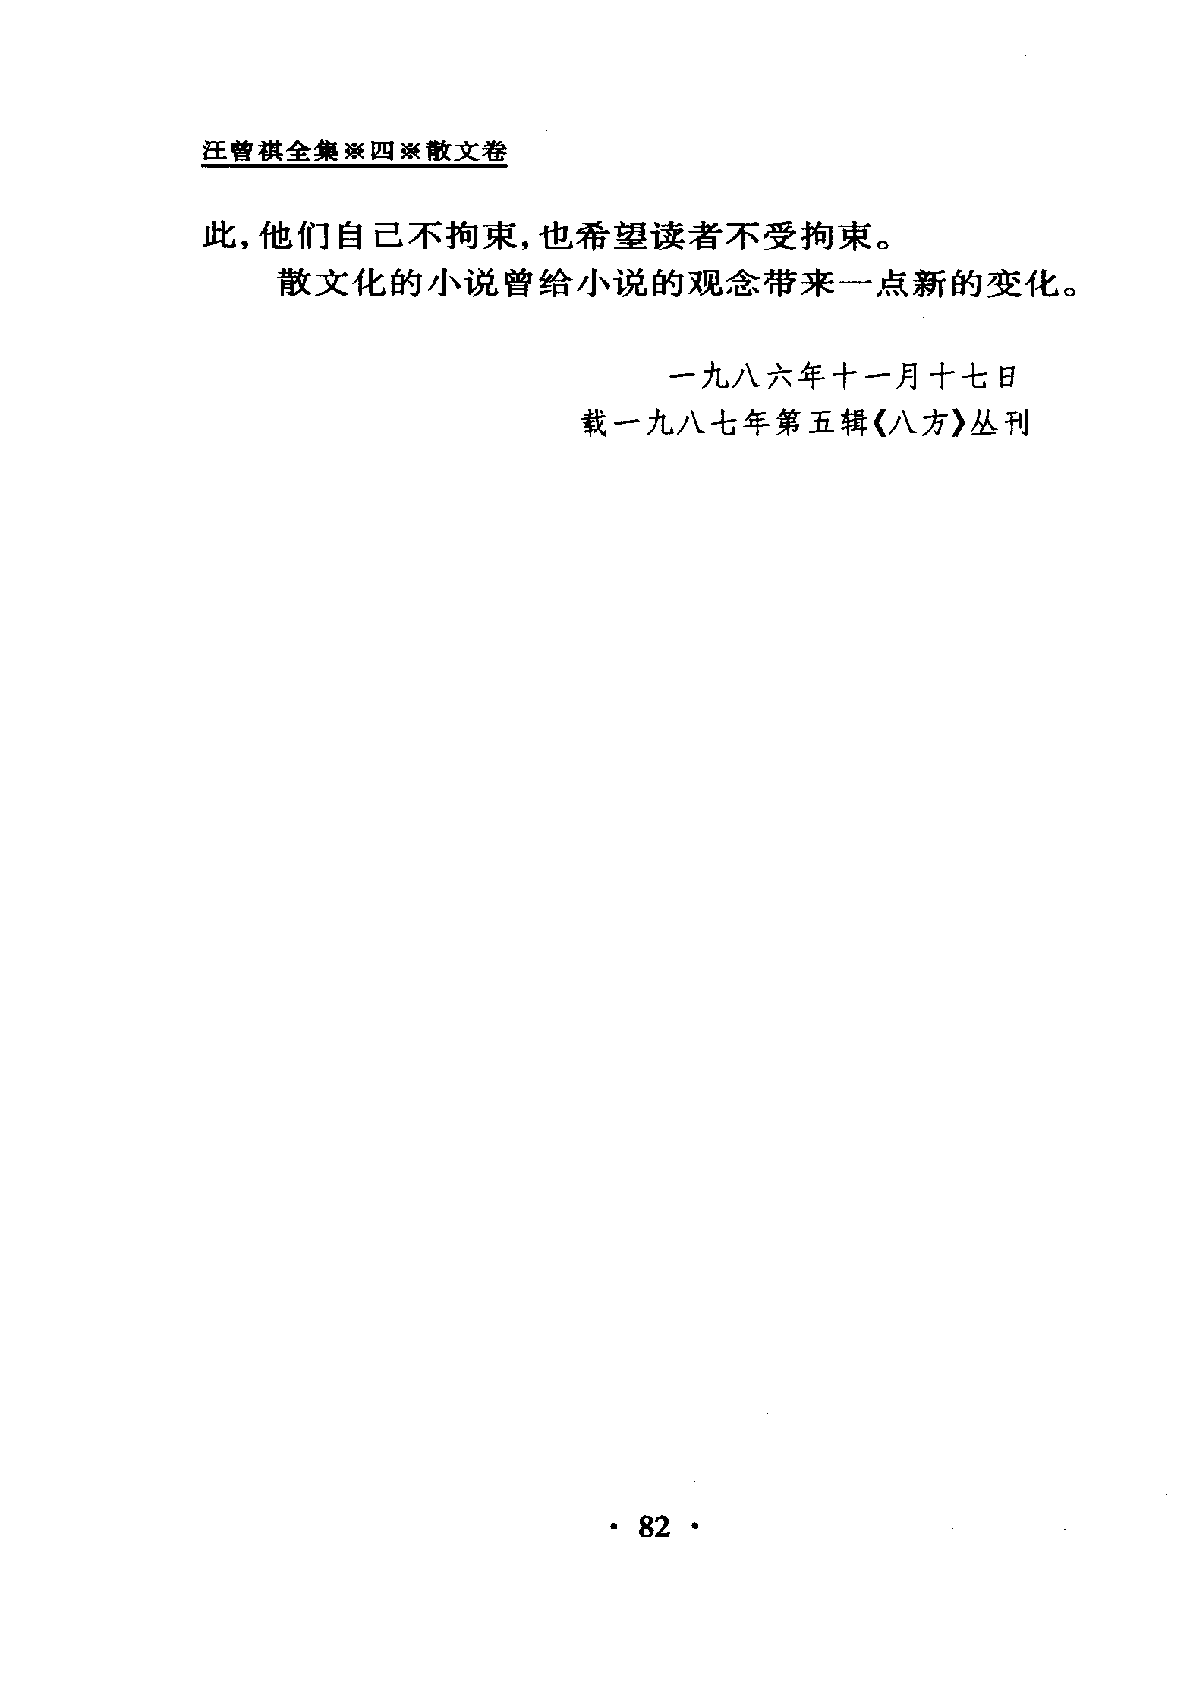 汪曾祺全集※四※散文卷
此,他们自己不拘束,也希望读者不受拘束。
散文化的小说曾给小说的观念带来一点新的变化。
一九八六年十一月十七日
载一九八七年第五辑《八方》丛刊
· 82 ·